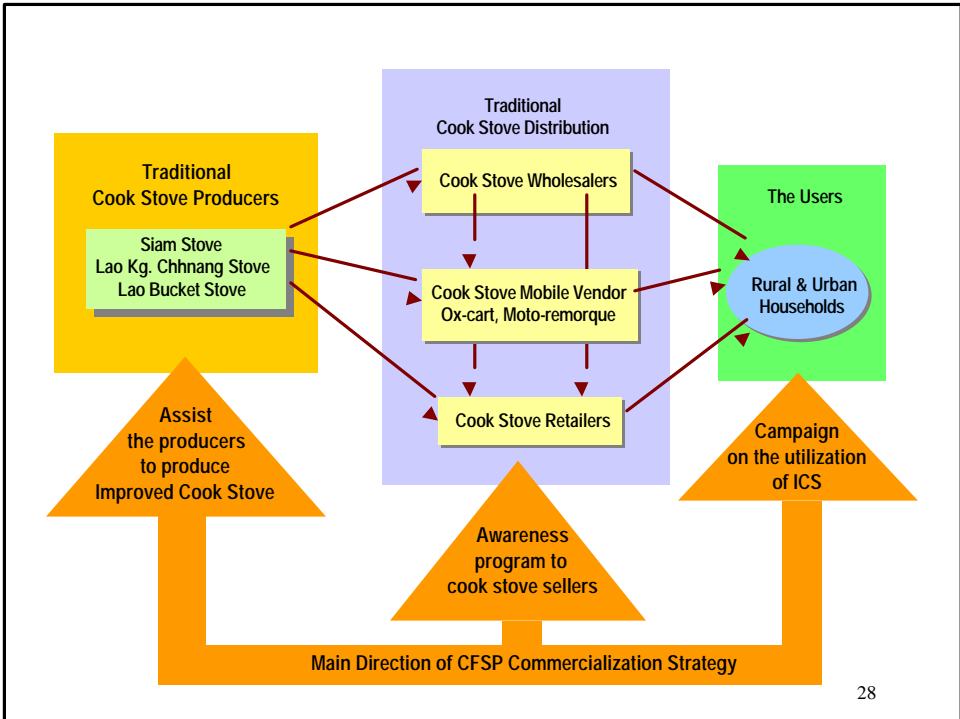 Traditional
Cook Stove Producers
Siam Stove
Lao Kg. Chhnang Stove
Lao Bucket Stove
Traditional
Cook Stove Distribution
Cook Stove Wholesalers
Cook Stove Mobile Vendor
Ox-cart, Moto-remorque
Cook Stove Retailers
The Users
Rural & Urban
Households
Assist
the producers
to produce
Improved Cook Stove
Awareness
program to
cook stove sellers
Campaign
on the utilization
of ICS
Main Direction of CFSP Commercialization Strategy
28